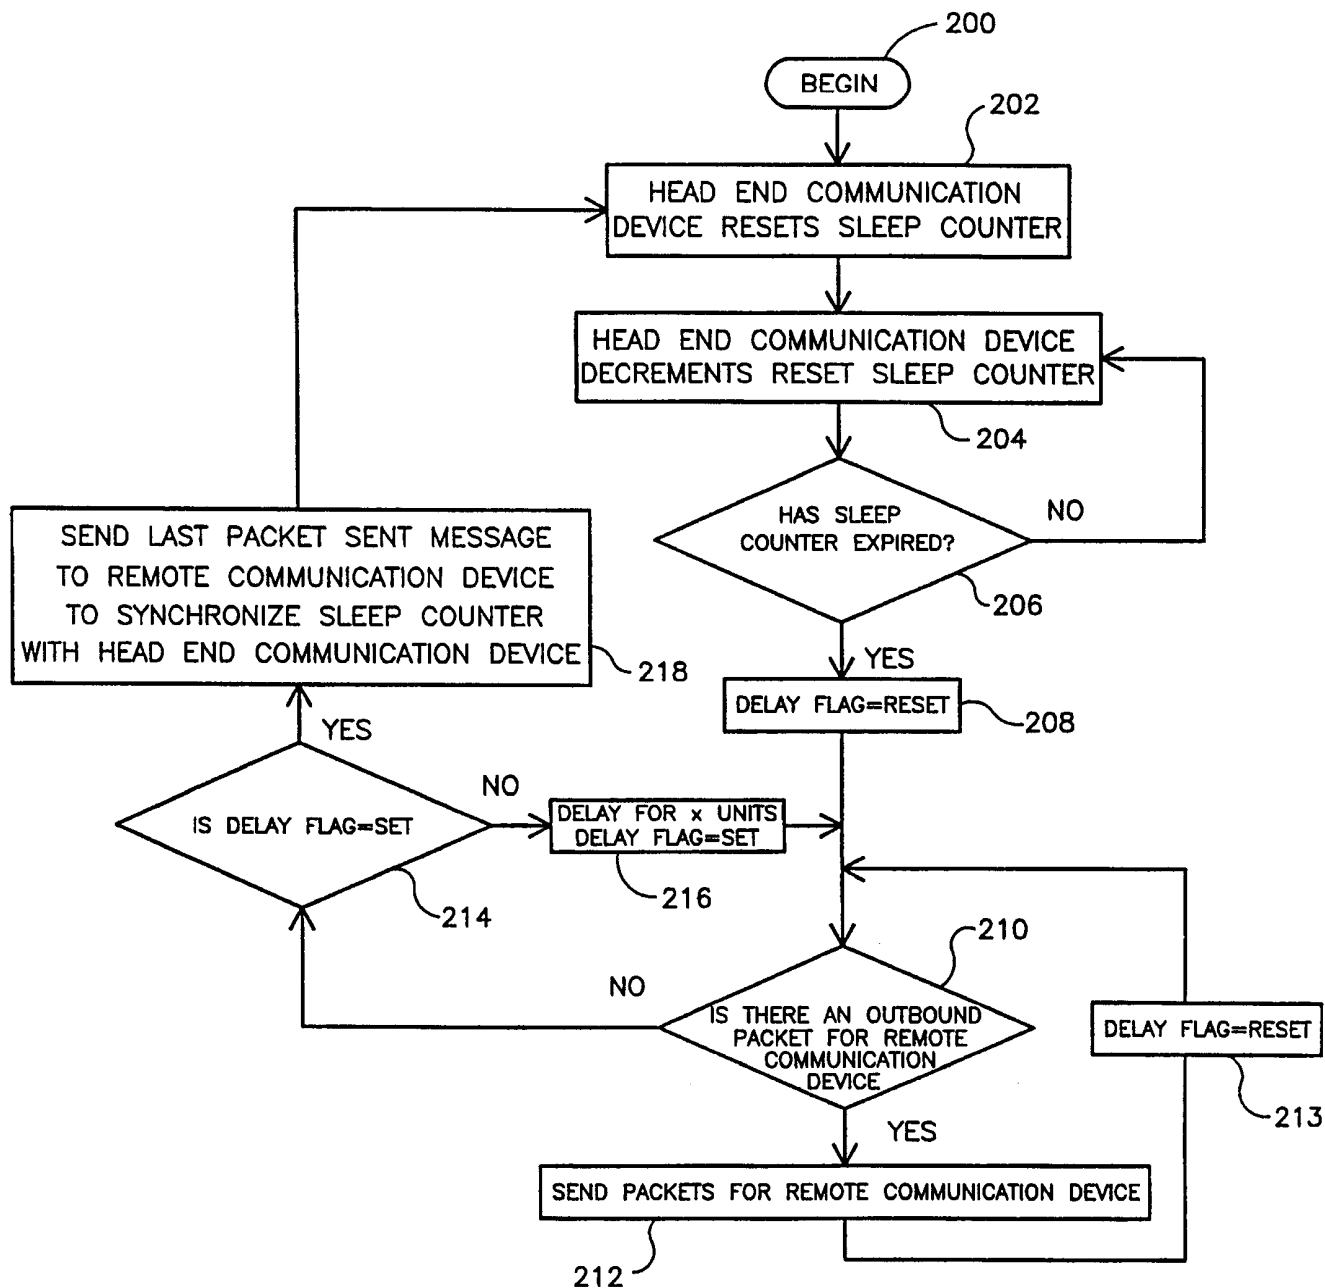 200
BEGIN
202
HEAD END COMMUNICATION
DEVICE RESETS SLEEP COUNTER
HEAD END COMMUNICATION DEVICE
DECREMENTS RESET SLEEP COUNTER
204
HAS SLEEP
COUNTER EXPIRED?
NO
206
YES
SEND LAST PACKET SENT MESSAGE
TO REMOTE COMMUNICATION DEVICE
TO SYNCHRONIZE SLEEP COUNTER
WITH HEAD END COMMUNICATION DEVICE
218
DELAY FLAG=RESET
208
YES
IS DELAY FLAG=SET
214
NO
DELAY FOR x UNITS
DELAY FLAG=SET
216
210
NO
IS THERE AN OUTBOUND
PACKET FOR REMOTE
COMMUNICATION
DEVICE
DELAY FLAG=RESET
213
YES
SEND PACKETS FOR REMOTE COMMUNICATION DEVICE
212